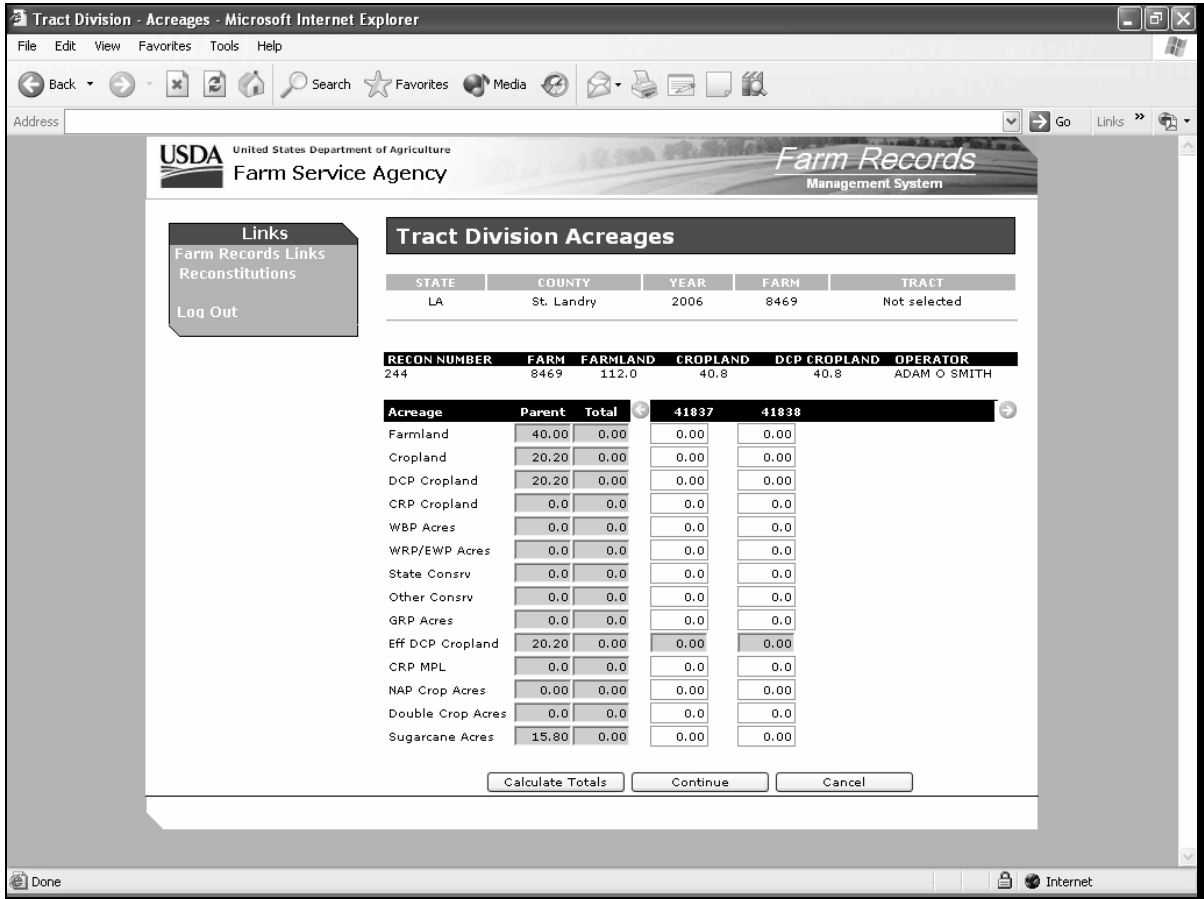 Tract Division - Acreages - Microsoft Internet Explorer
File Edit View Favorites Tools Help
Back Search Favorites Media
Address Go Links »
USDA United States Department of Agriculture
Farm Service Agency
Farm Records
Management System
Links
Farm Records Links
Reconstitutions
Log Out
Tract Division Acreages
STATE COUNTY YEAR FARM TRACT
LA St. Landry 2006 8469 Not selected
RECON NUMBER FARM FARMLAND CROPLAND DCP CROPLAND OPERATOR
244 8469 112.0 40.8 40.8 ADAM O SMITH
Acreage Parent Total 41837 41838
Farmland 40.00 0.00 0.00 0.00
Cropland 20.20 0.00 0.00 0.00
DCP Cropland 20.20 0.00 0.00 0.00
CRP Cropland 0.0 0.0 0.0 0.0
WBP Acres 0.0 0.0 0.0 0.0
WRP/EWP Acres 0.0 0.0 0.0 0.0
State Consrv 0.0 0.0 0.0 0.0
Other Consrv 0.0 0.0 0.0 0.0
GRP Acres 0.0 0.0 0.0 0.0
Eff DCP Cropland 20.20 0.00 0.00 0.00
CRP MPL 0.0 0.0 0.0 0.0
NAP Crop Acres 0.00 0.00 0.00 0.00
Double Crop Acres 0.0 0.0 0.0 0.0
Sugarcane Acres 15.80 0.00 0.00 0.00
Calculate Totals Continue Cancel
Done Internet